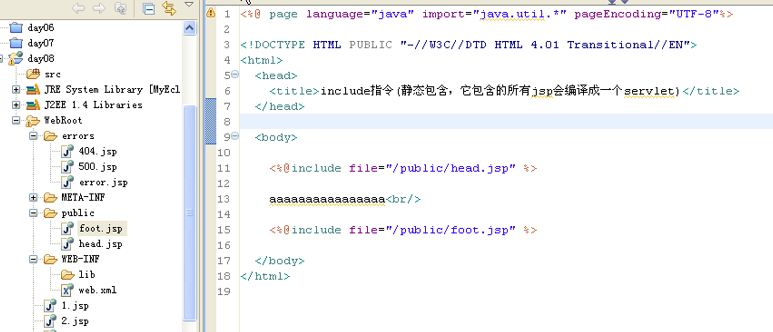 day06
day07
day08
src
JRE System Library [MyEcl
J2EE 1.4 Libraries
WebRoot
errors
404.jsp
500.jsp
error.jsp
META-INF
public
foot.jsp
head.jsp
WEB-INF
lib
web.xml
1.jsp
2.jsp
1 <%@ page language="java" import="java.util.*" pageEncoding="UTF-8"%>
2
3 <!DOCTYPE HTML PUBLIC "-//W3C//DTD HTML 4.01 Transitional//EN">
4 <html>
5 <head>
6 <title>include指令(静态包含，它包含的所有jsp会编译成一个servlet)</title>
7 </head>
8
9 <body>
10
11 <%@include file="/public/head.jsp" %>
12
13 aaaaaaaaaaaaaaaa<br/>
14
15 <%@include file="/public/foot.jsp" %>
16
17 </body>
18 </html>
19